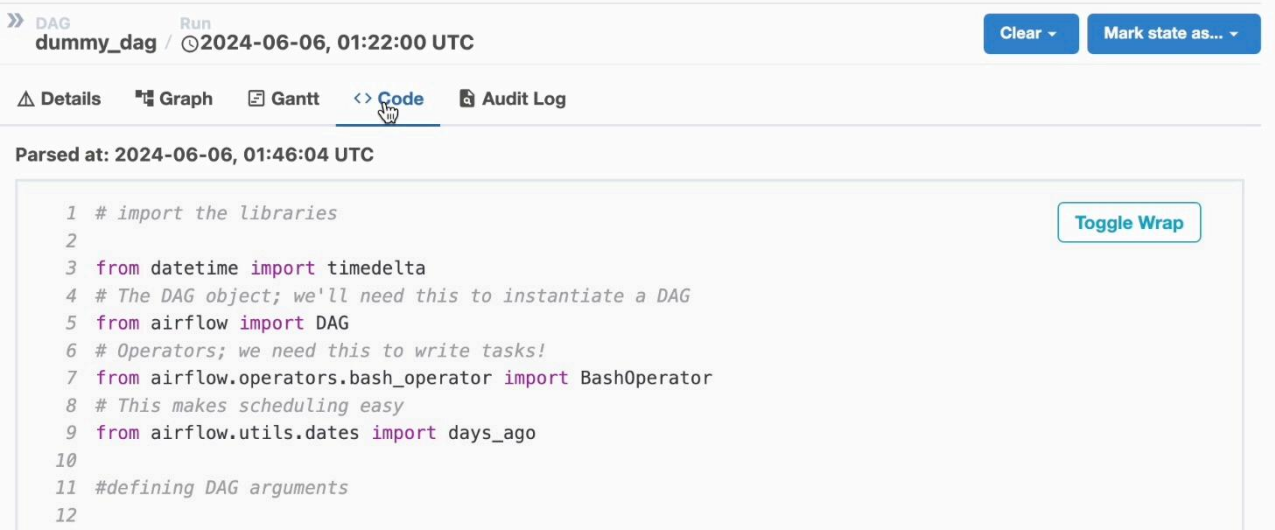 DAG Run
dummy_dag / 2024-06-06, 01:22:00 UTC
Clear Mark state as...
Details Graph Gantt <> Code Audit Log
Parsed at: 2024-06-06, 01:46:04 UTC
Toggle Wrap
1 # import the libraries
2
3 from datetime import timedelta
4 # The DAG object; we'll need this to instantiate a DAG
5 from airflow import DAG
6 # Operators; we need this to write tasks!
7 from airflow.operators.bash_operator import BashOperator
8 # This makes scheduling easy
9 from airflow.utils.dates import days_ago
10
11 #defining DAG arguments
12